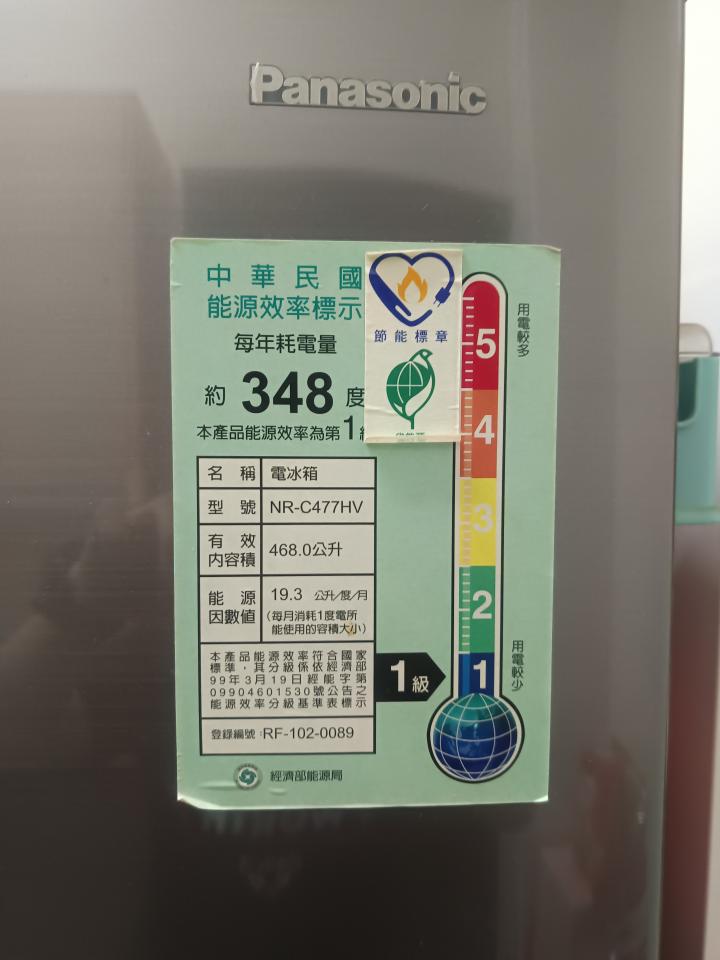 Panasonic
中華民國
能源效率標示
每年耗電量
約 348 度
本產品能源效率為第1
節能標章
用電較多
5
4
3
2
1
用電較少
名稱 電冰箱
型號 NR-C477HV
有效內容積 468.0公升
能源因數值 19.3 公升/度/月
(每月消耗1度電所
能使用的容積大小)
本產品能源效率符合國家
標準，其分級係依經濟部
99年3月19日經能字第
09904601530號公告之
能源效率分級基準表標示
1級
登錄編號:RF-102-0089
經濟部能源局